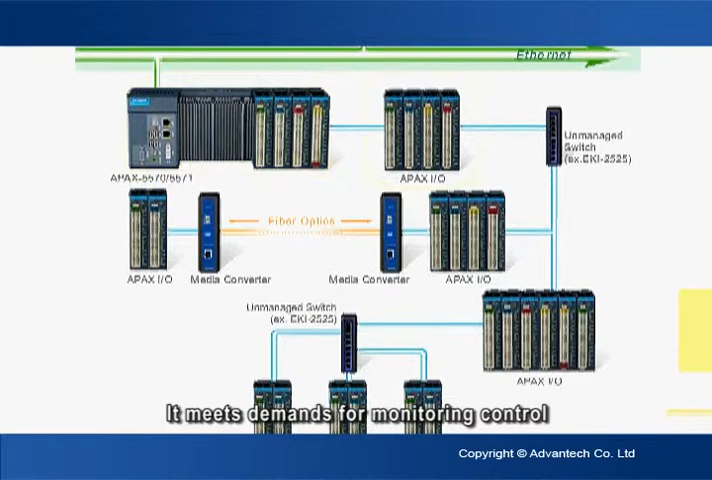 Ethernet
Unmanaged
Switch
(ex.EKI-2525)
APAX-5570/5571
APAX I/O
Fiber Optics
APAX I/O
Media Converter
Media Converter
APAX I/O
Unmanaged Switch
(ex. EKI-2525)
APAX I/O
It meets demands for monitoring control
Copyright © Advantech Co. Ltd